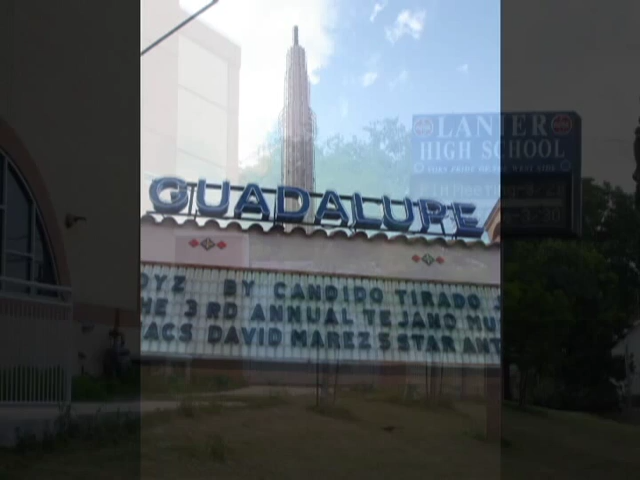 GUADALUPE
LANIER
HIGH SCHOOL
OYZ BY CANDIDO TIRADO
HE 3RD ANNUAL TEJANO MU
ACS DAVID MAREZ 5 STAR ANT